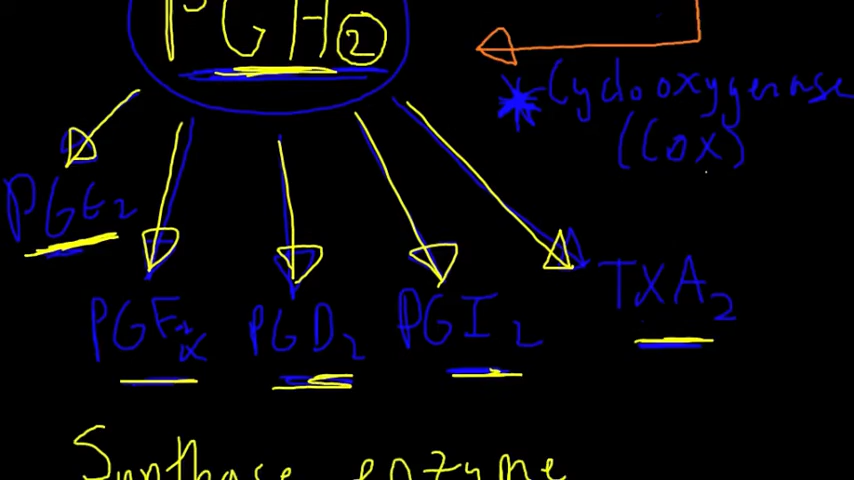 PGH2
Cyclooxygenase
(COX)
PGE2
PGF2α
PGD2
PGI2
TXA2
Synthase enzyme